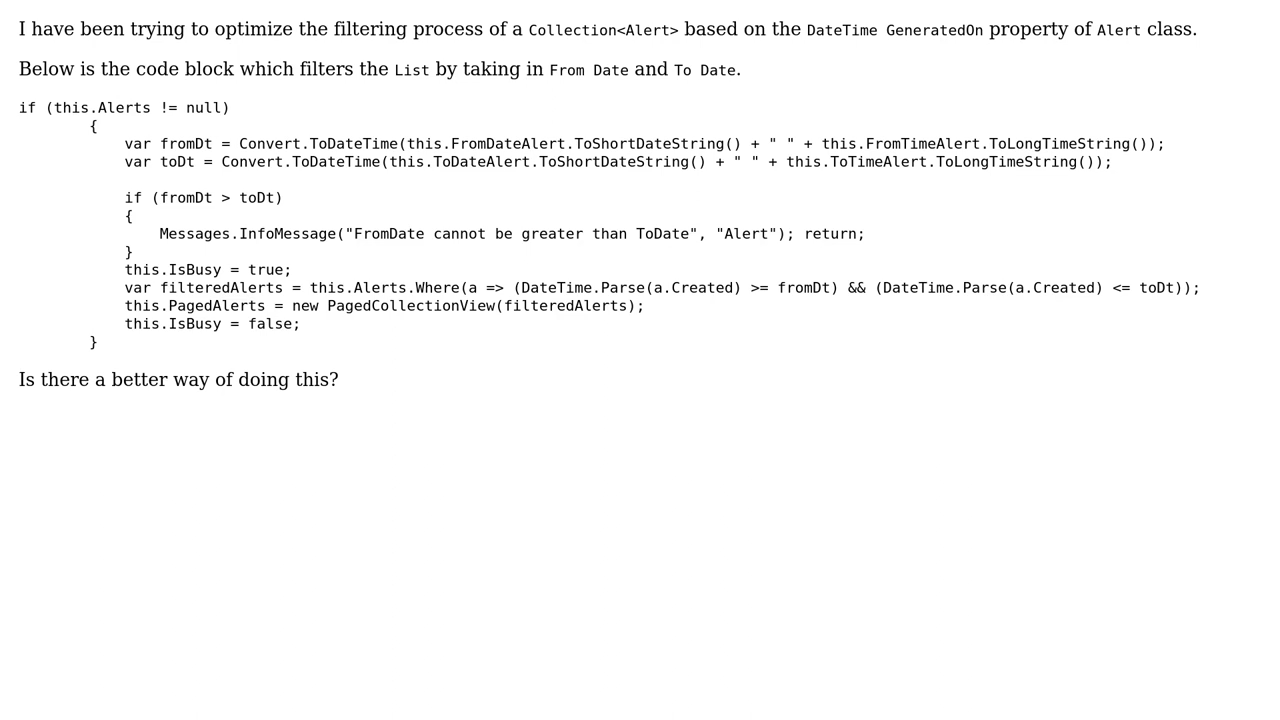 I have been trying to optimize the filtering process of a Collection<Alert> based on the DateTime GeneratedOn property of Alert class.
Below is the code block which filters the List by taking in From Date and To Date.
if (this.Alerts != null)
        {
            var fromDt = Convert.ToDateTime(this.FromDateAlert.ToShortDateString() + " " + this.FromTimeAlert.ToLongTimeString());
            var toDt = Convert.ToDateTime(this.ToDateAlert.ToShortDateString() + " " + this.ToTimeAlert.ToLongTimeString());

            if (fromDt > toDt)
            {
                Messages.InfoMessage("FromDate cannot be greater than ToDate", "Alert"); return;
            }
            this.IsBusy = true;
            var filteredAlerts = this.Alerts.Where(a => (DateTime.Parse(a.Created) >= fromDt) && (DateTime.Parse(a.Created) <= toDt));
            this.PagedAlerts = new PagedCollectionView(filteredAlerts);
            this.IsBusy = false;
        }
Is there a better way of doing this?